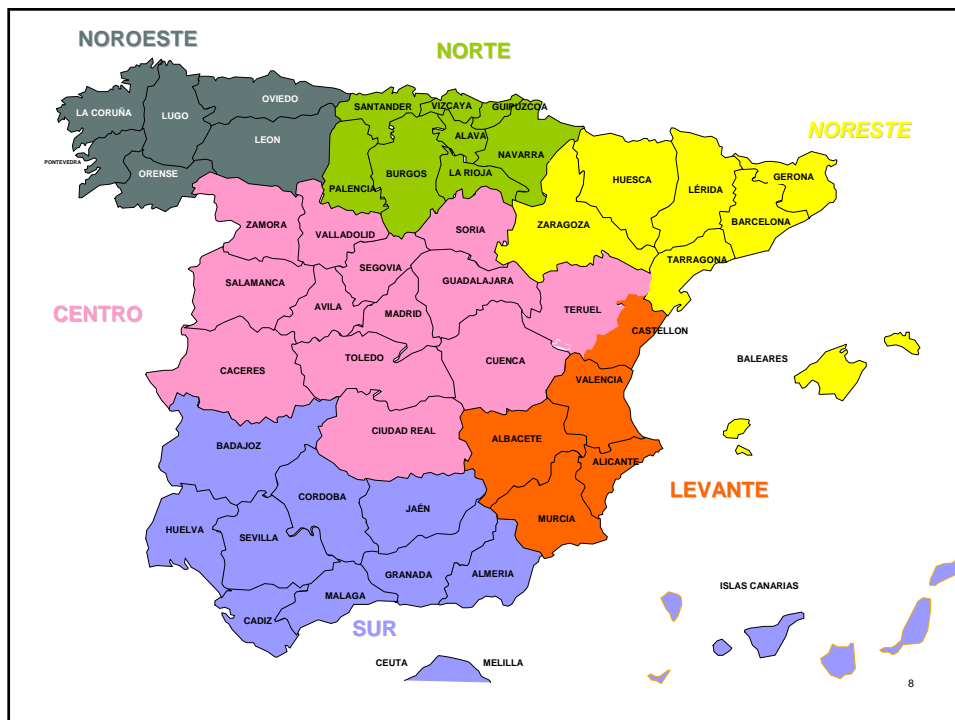 NOROESTE
NORTE
LA CORUÑA
LUGO
OVIEDO
SANTANDER
VIZCAYA
GUIPUZCOA
NORESTE
PONTEVEDRA
ORENSE
LEON
ALAVA
NAVARRA
PALENCIA
BURGOS
LA RIOJA
HUESCA
LÉRIDA
GERONA
BARCELONA
ZARAGOZA
TARRAGONA
ZAMORA
VALLADOLID
SORIA
SEGOVIA
SALAMANCA
GUADALAJARA
AVILA
MADRID
TERUEL
CENTRO
CASTELLON
CACERES
TOLEDO
CUENCA
BALEARES
VALENCIA
CIUDAD REAL
BADAJOZ
ALBACETE
ALICANTE
LEVANTE
CORDOBA
JAÉN
MURCIA
HUELVA
SEVILLA
GRANADA
ALMERIA
ISLAS CANARIAS
MALAGA
CADIZ
SUR
CEUTA
MELILLA
8